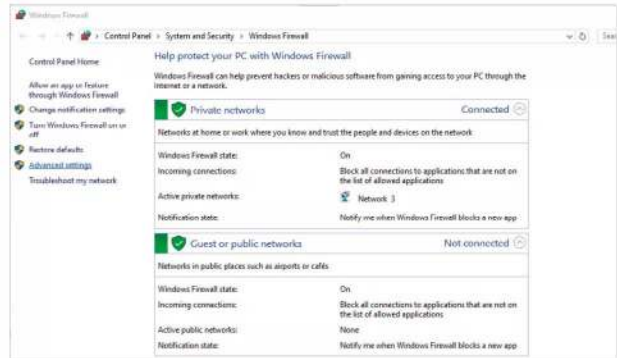 Windows Firewall
Control Panel > System and Security > Windows Firewall
Control Panel Home
Allow an app or feature
through Windows Firewall
Change notification settings
Turn Windows Firewall on or
off
Restore defaults
Advanced settings
Troubleshoot my network
Help protect your PC with Windows Firewall
Windows Firewall can help prevent hackers or malicious software from gaining access to your PC through the
Internet or a network.
Private networks Connected
Networks at home or work where you know and trust the people and devices on the network
Windows Firewall state: On
Incoming connections: Block all connections to applications that are not on
the list of allowed applications
Active private networks: Network 3
Notification state: Notify me when Windows Firewall blocks a new app
Guest or public networks Not connected
Networks in public places such as airports or cafés
Windows Firewall state: On
Incoming connections: Block all connections to applications that are not on
the list of allowed applications
Active public networks: None
Notification state: Notify me when Windows Firewall blocks a new app